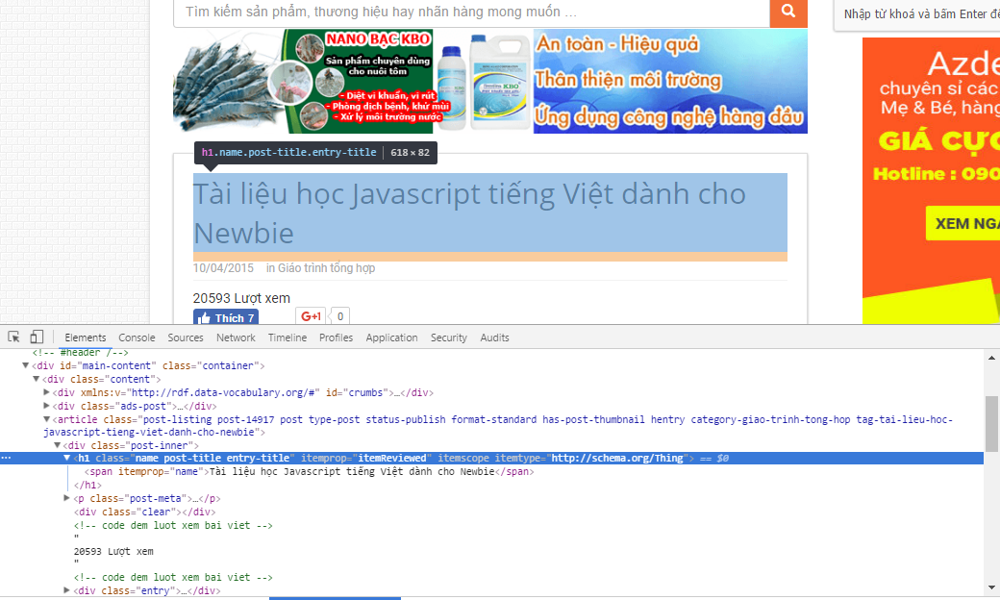 Tìm kiếm sản phẩm, thương hiệu hay nhãn hàng mong muốn ...
Nhập từ khoá và bấm Enter để
NANO BẠC KBO
Sản phẩm chuyên dùng
cho nuôi tôm
- Diệt vi khuẩn, vi rút
- Phòng dịch bệnh, khử mùi
- Xử lý môi trường nước
KBO
An toàn - Hiệu quả
Thân thiện môi trường
Ứng dụng công nghệ hàng đầu
Azde
chuyên sỉ các
Mẹ & Bé, hàng
GIÁ CỰC
Hotline : 090
XEM NGA
h1.name.post-title.entry-title | 618 × 82
Tài liệu học Javascript tiếng Việt dành cho
Newbie
10/04/2015 in Giáo trình tổng hợp
20593 Lượt xem
Thích 7
G+1 0
Elements Console Sources Network Timeline Profiles Application Security Audits
<!-- #header /-->
<div id="main-content" class="container">
<div class="content">
<div xmlns:v="http://rdf.data-vocabulary.org/#" id="crumbs">…</div>
<div class="ads-post">…</div>
<article class="post-listing post-14917 post type-post status-publish format-standard has-post-thumbnail hentry category-giao-trinh-tong-hop tag-tai-lieu-hoc-
javascript-tieng-viet-danh-cho-newbie">
<div class="post-inner">
<h1 class="name post-title entry-title" itemprop="itemReviewed" itemscope itemtype="http://schema.org/Thing"> == $0
<span itemprop="name">Tài liệu học Javascript tiếng Việt dành cho Newbie</span>
</h1>
<p class="post-meta">…</p>
<div class="clear"></div>
<!-- code dem luot xem bai viet -->
"
20593 Lượt xem
"
<!-- code dem luot xem bai viet -->
<div class="entry">…</div>